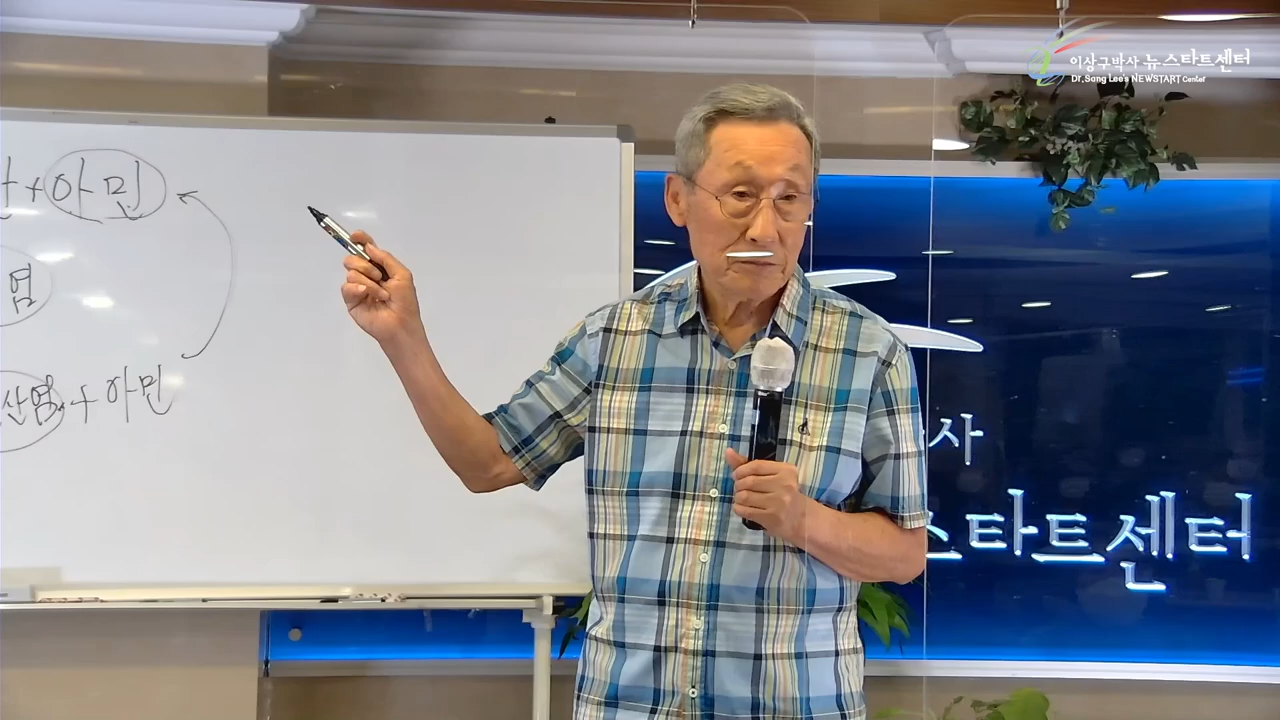 이상구박사 뉴스타트센터
Dr. Sang Lee's NEWSTART Center
+아민
염
산염 + 아민
사
스타트센터